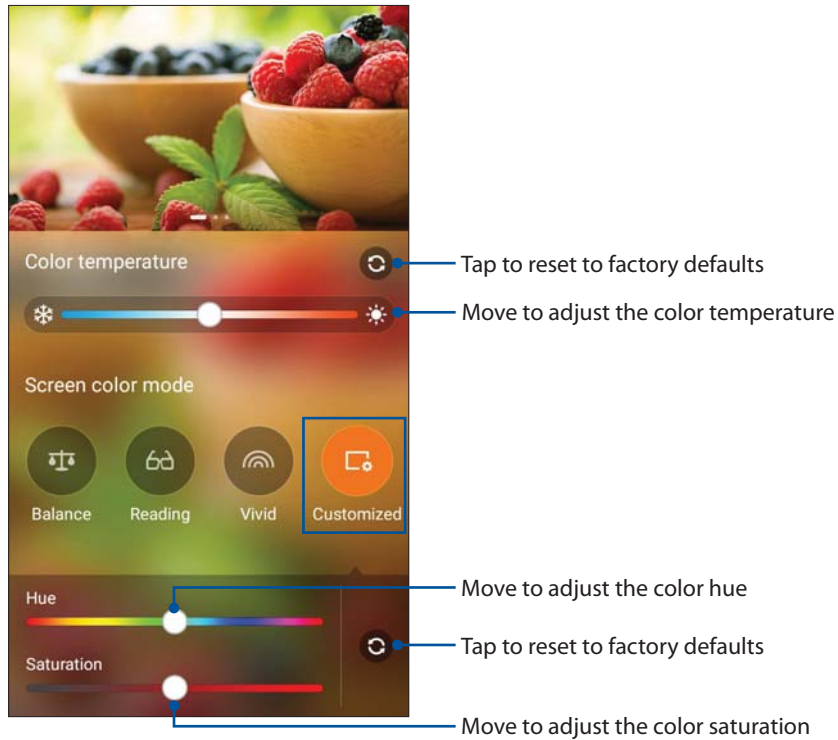 Color temperature
Tap to reset to factory defaults
Move to adjust the color temperature
Screen color mode
Balance Reading Vivid Customized
Hue
Move to adjust the color hue
Tap to reset to factory defaults
Saturation
Move to adjust the color saturation